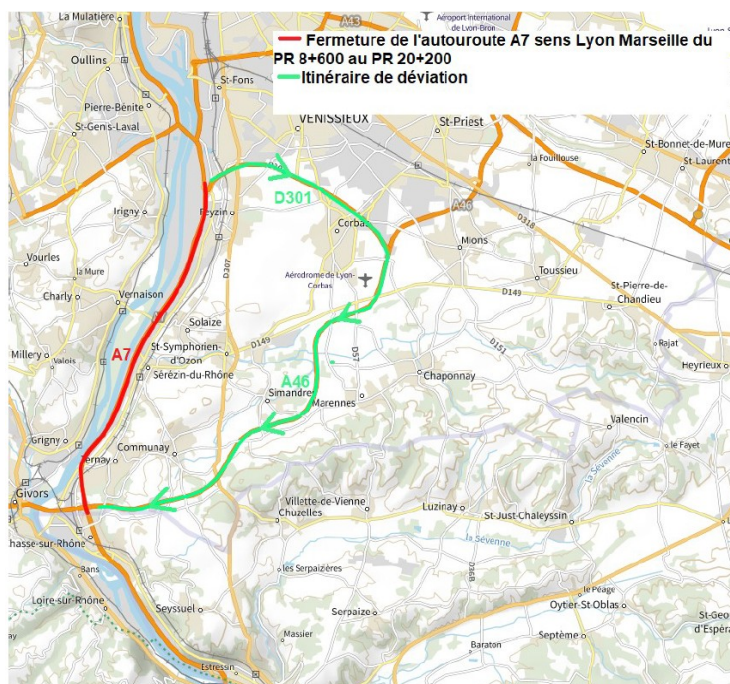 La Mulatière
A43
Aéroport International
de Lyon-Bron
Fermeture de l'autouroute A7 sens Lyon Marseille du
PR 8+600 au PR 20+200
Itinéraire de déviation
Oullins
St-Fons
Pierre-Bénite
VENISSIEUX
St-Genis-Laval
St-Priest
St-Bonnet-de-Mure
la Fouillouse
St-Laurent
D301
A46
Irigny
Feyzin
Corbas
D318
Mions
Vourles
la Mure
D307
Aérodrome de Lyon-
Corbas
Toussieu
St-Pierre-de-
Chandieu
Charly
Vernaison
D149
Solaize
D149
A7
St-Symphorien-
d'Ozon
D151
Rajat
Millery
Valois
Sérézin-du-Rhône
D57
Heyrieux
A46
Chaponnay
Simandres
Marennes
Valencin
Grigny
Communay
le Fayet
Ternay
la Sévenne
Givors
Villette-de-Vienne
Chuzelles
Luzinay
St-Just-Chaleyssin
Chasse-sur-Rhône
la Sévenne
Bans
les Serpaizières
D36B
le Péage
Loire-sur-Rhône
Seyssuel
Serpaize
Oytier-St-Oblas
St-Geo
d'Espéra
Massier
Septème
Baraton
Estressin